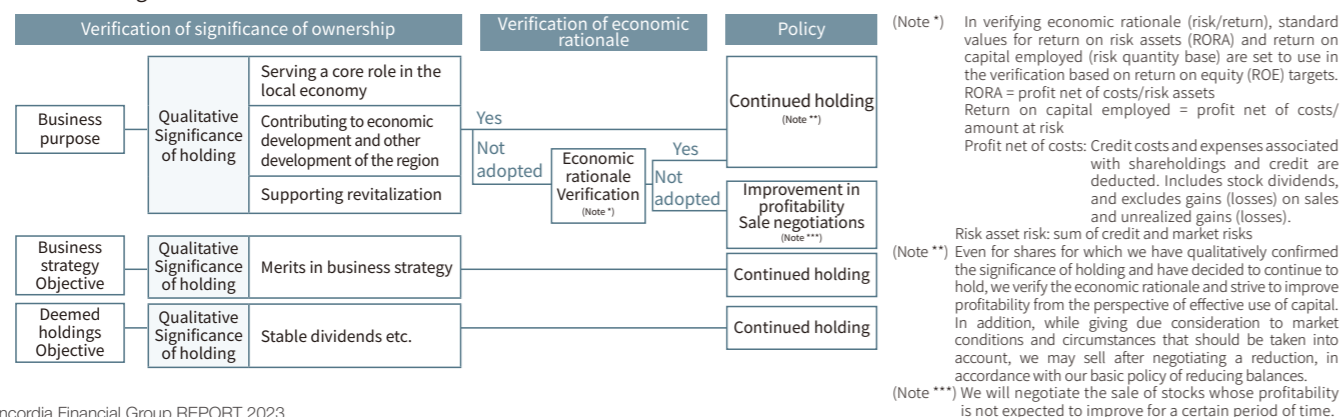 Verification of significance of ownership
Verification of economic
rationale
Policy
Business
purpose
Qualitative
Significance
of holding
Serving a core role in the
local economy
Contributing to economic
development and other
development of the region
Supporting revitalization
Yes
Not
adopted
Economic
rationale
Verification
(Note *)
Yes
Not
adopted
Continued holding
(Note **)
Improvement in
profitability
Sale negotiations
(Note ***)
Business
strategy
Objective
Qualitative
Significance
of holding
Merits in business strategy
Continued holding
Deemed
holdings
Objective
Qualitative
Significance
of holding
Stable dividends etc.
Continued holding
(Note *) In verifying economic rationale (risk/return), standard
values for return on risk assets (RORA) and return on
capital employed (risk quantity base) are set to use in
the verification based on return on equity (ROE) targets.
RORA = profit net of costs/risk assets
Return on capital employed = profit net of costs/
amount at risk
Profit net of costs: Credit costs and expenses associated
with shareholdings and credit are
deducted. Includes stock dividends,
and excludes gains (losses) on sales
and unrealized gains (losses).
Risk asset risk: sum of credit and market risks
(Note **) Even for shares for which we have qualitatively confirmed
the significance of holding and have decided to continue to
hold, we verify the economic rationale and strive to improve
profitability from the perspective of effective use of capital.
In addition, while giving due consideration to market
conditions and circumstances that should be taken into
account, we may sell after negotiating a reduction, in
accordance with our basic policy of reducing balances.
(Note ***) We will negotiate the sale of stocks whose profitability
is not expected to improve for a certain period of time.
ncordia Financial Group REPORT 2023